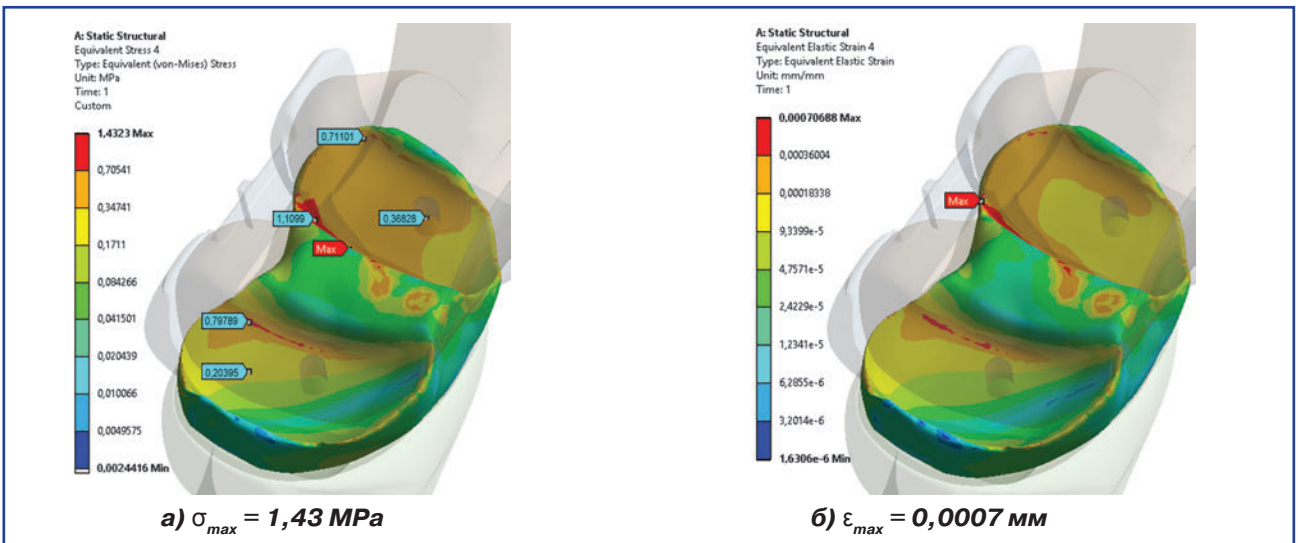 A: Static Structural
Equivalent Stress 4
Type: Equivalent (von-Mises) Stress
Unit: MPa
Time: 1
Custom
1,4323 Max
0,70541
0,34741
0,1711
0,084266
0,041501
0,020439
0,010066
0,0049575
0,0024416 Min
0,71101
1,1099
0,36828
Max
0,79789
0,20395
а) σmax = 1,43 MPa
A: Static Structural
Equivalent Elastic Strain 4
Type: Equivalent Elastic Strain
Unit: mm/mm
Time: 1
0,00070688 Max
0,00036004
0,00018338
9,3399e-5
4,7571e-5
2,4229e-5
1,2341e-5
6,2855e-6
3,2014e-6
1,6306e-6 Min
Max
б) εmax = 0,0007 мм